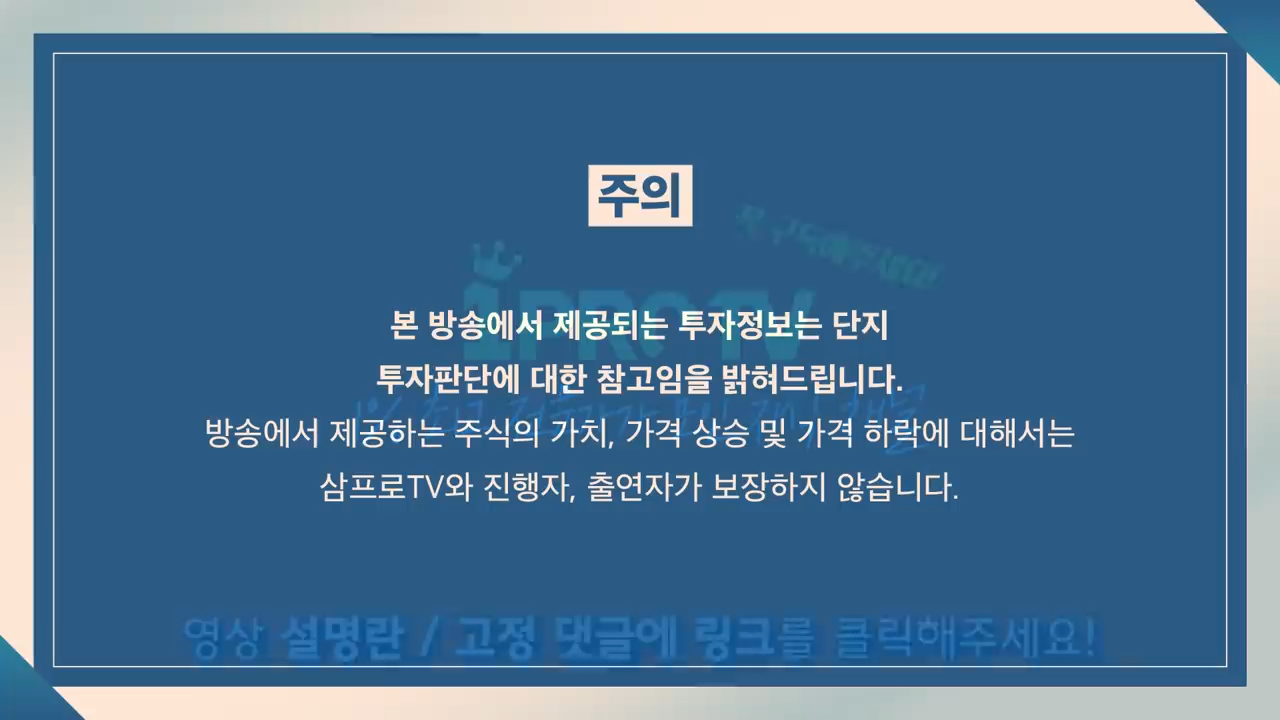 주의
본 방송에서 제공되는 투자정보는 단지
투자판단에 대한 참고임을 밝혀드립니다.
방송에서 제공하는 주식의 가치, 가격 상승 및 가격 하락에 대해서는
삼프로TV와 진행자, 출연자가 보장하지 않습니다.
영상 설명란 / 고정 댓글에 링크를 클릭해주세요!